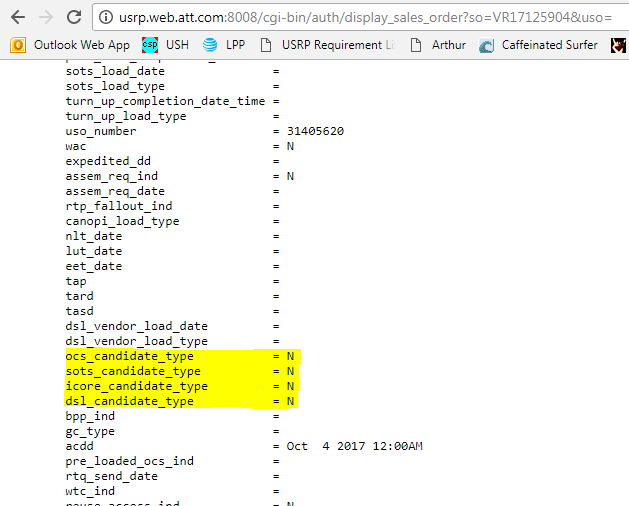 usrp.web.att.com:8008/cgi-bin/auth/display_sales_order?so=VR17125904&uso=
Outlook Web App USH LPP USRP Requirement Li Arthur Caffeinated Surfer
sots_load_date =
sots_load_type =
turn_up_completion_date_time =
turn_up_load_type =
uso_number = 31405620
wac = N
expedited_dd =
assem_req_ind = N
assem_req_date =
rtp_fallout_ind =
canopi_load_type =
nlt_date =
lut_date =
eet_date =
tap =
tard =
tasd =
dsl_vendor_load_date =
dsl_vendor_load_type =
ocs_candidate_type = N
sots_candidate_type = N
icore_candidate_type = N
dsl_candidate_type = N
bpp_ind =
gc_type =
acdd = Oct 4 2017 12:00AM
pre_loaded_ocs_ind =
rtq_send_date =
wtc_ind =